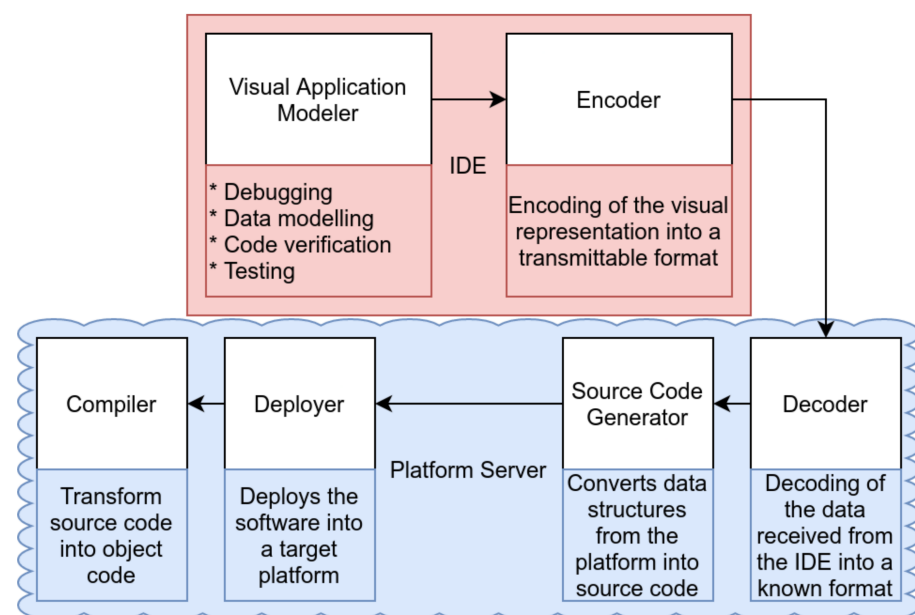 Visual Application
Modeler
* Debugging
* Data modelling
* Code verification
* Testing
IDE
Encoder
Encoding of the visual
representation into a
transmittable format
Compiler
Transform
source code
into object
code
Deployer
Deploys the
software into
a target
platform
Platform Server
Source Code
Generator
Converts data
structures
from the
platform into
source code
Decoder
Decoding of
the data
received from
the IDE into a
known format